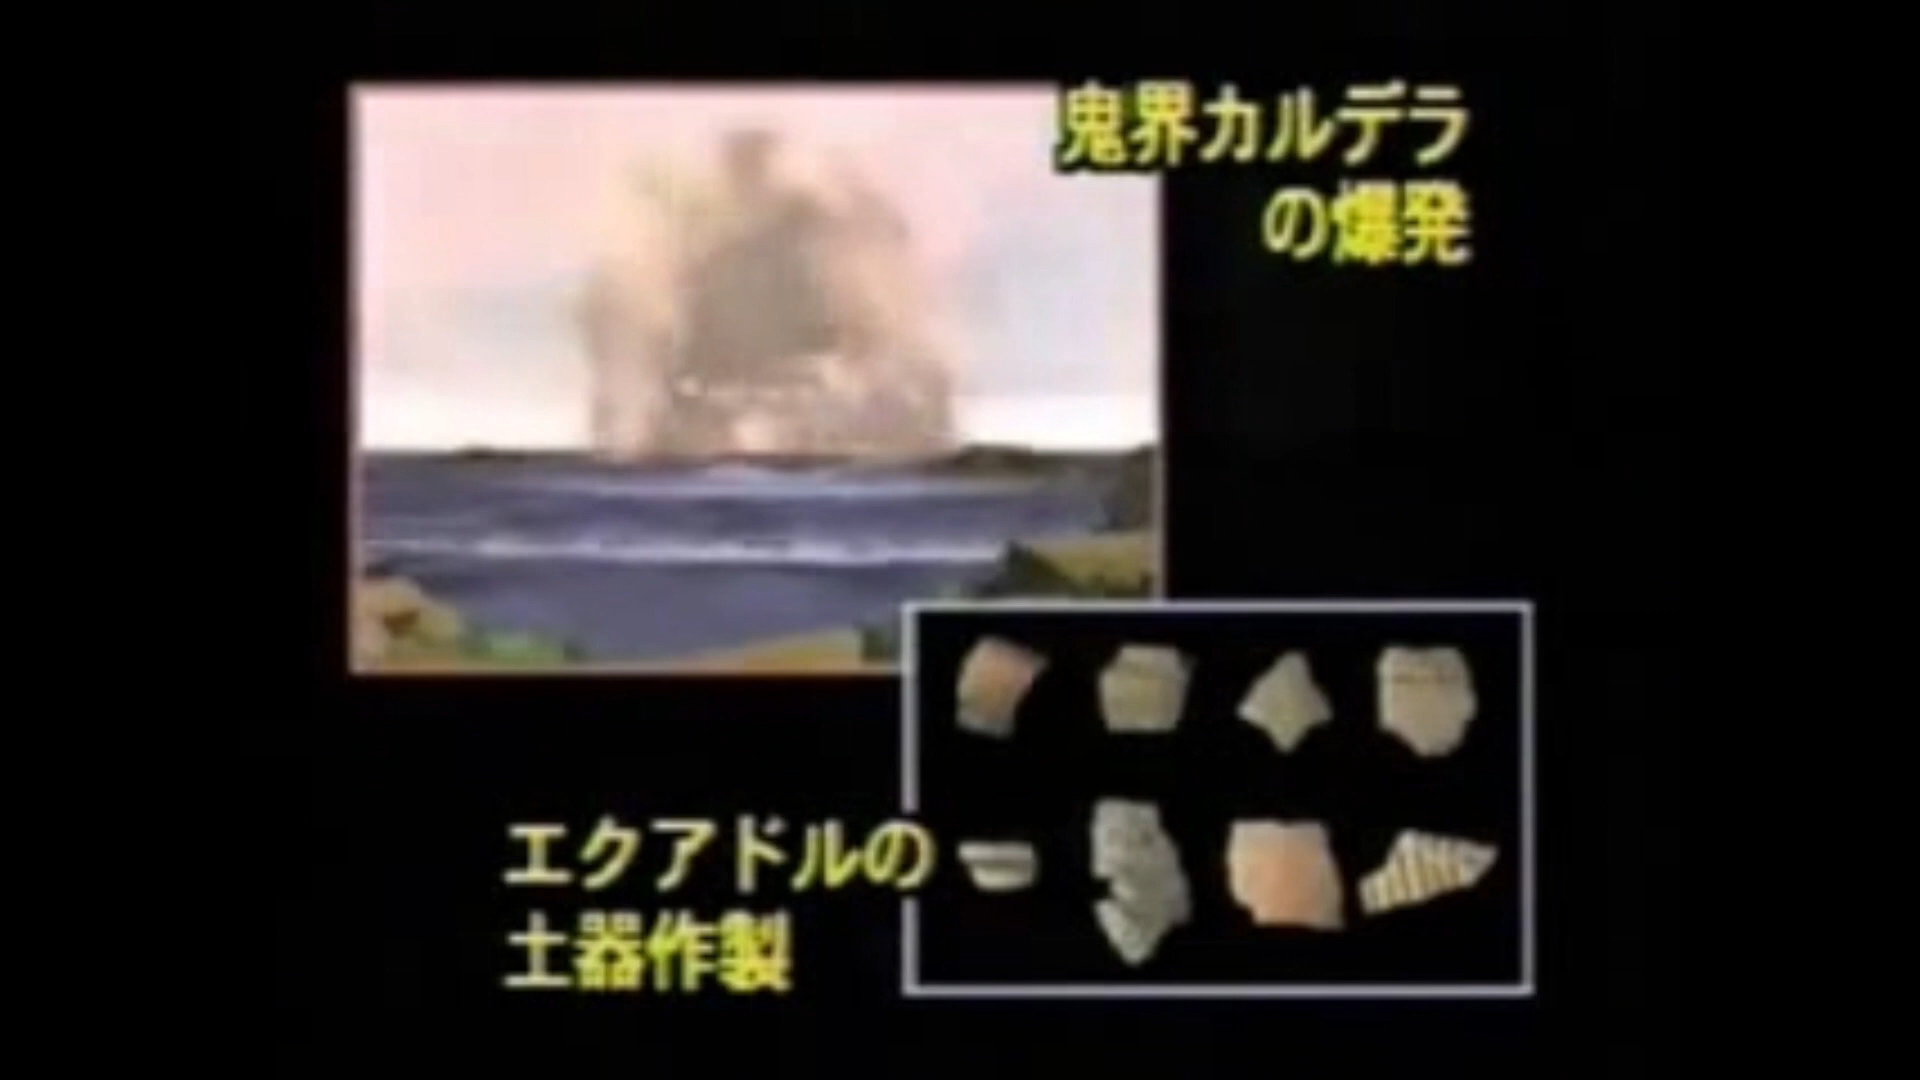 鬼界カルデラ
の爆発
エクアドルの
土器作製